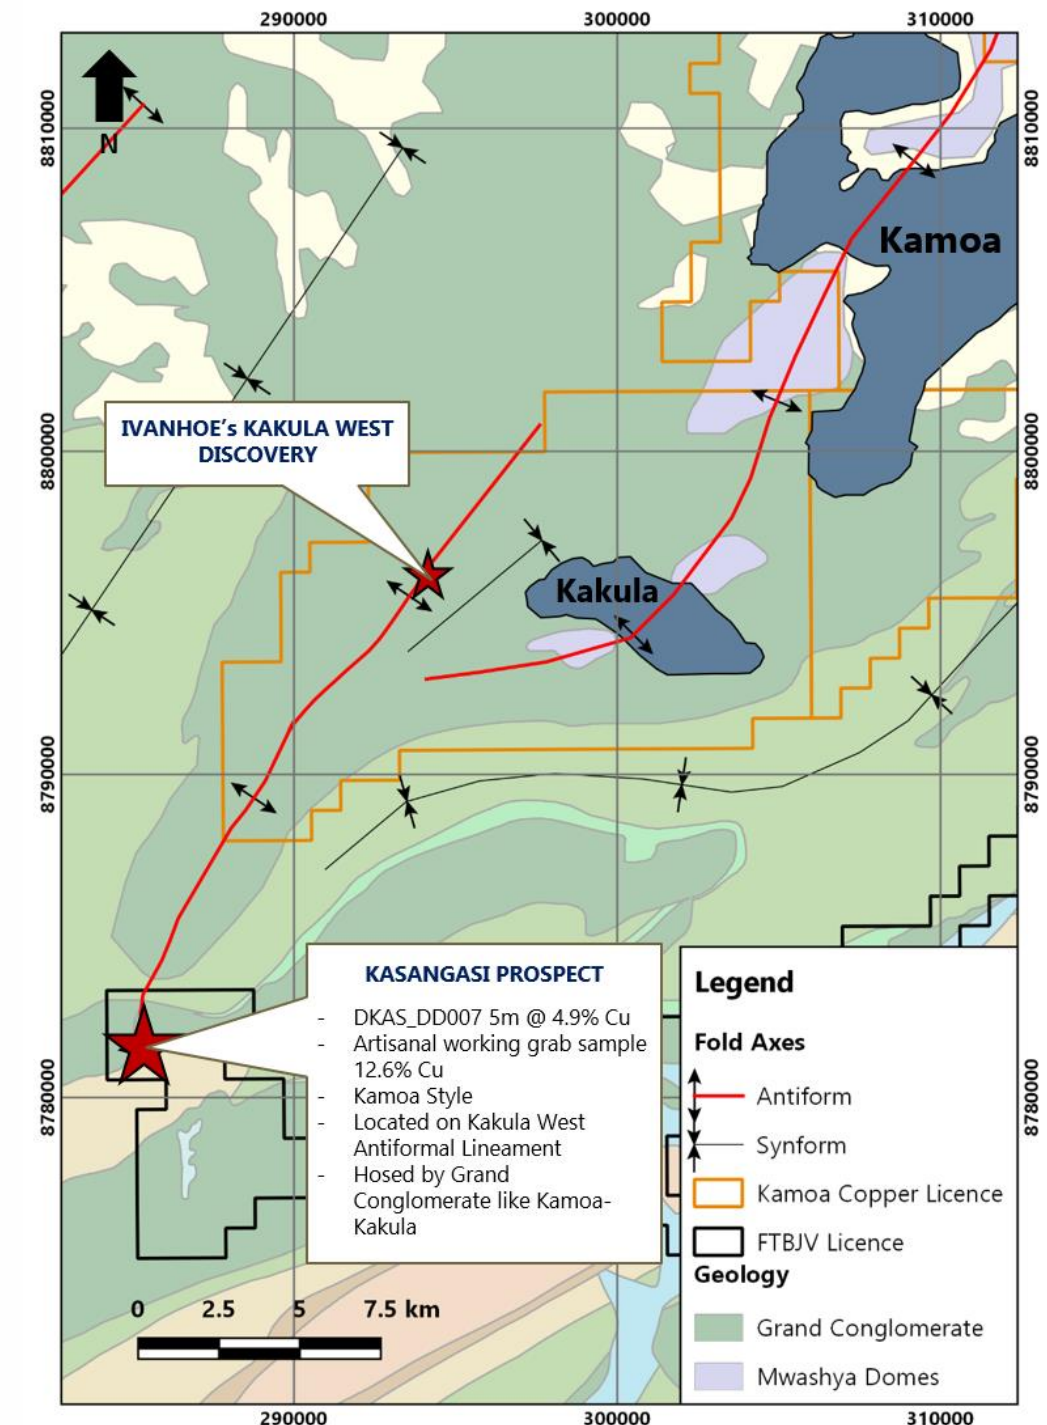 290000
300000
310000
8810000
8810000
N
Kamoa
IVANHOE's KAKULA WEST
DISCOVERY
8800000
8800000
Kakula
8790000
8790000
KASANGASI PROSPECT
- DKAS_DD007 5m @ 4.9% Cu
- Artisanal working grab sample
12.6% Cu
- Kamoa Style
- Located on Kakula West
Antiformal Lineament
- Hosed by Grand
Conglomerate like Kamoa-
Kakula
8780000
8780000
Legend
Fold Axes
Antiform
Synform
Kamoa Copper Licence
FTBJV Licence
Geology
Grand Conglomerate
Mwashya Domes
0 2.5 5 7.5 km
290000
300000
310000